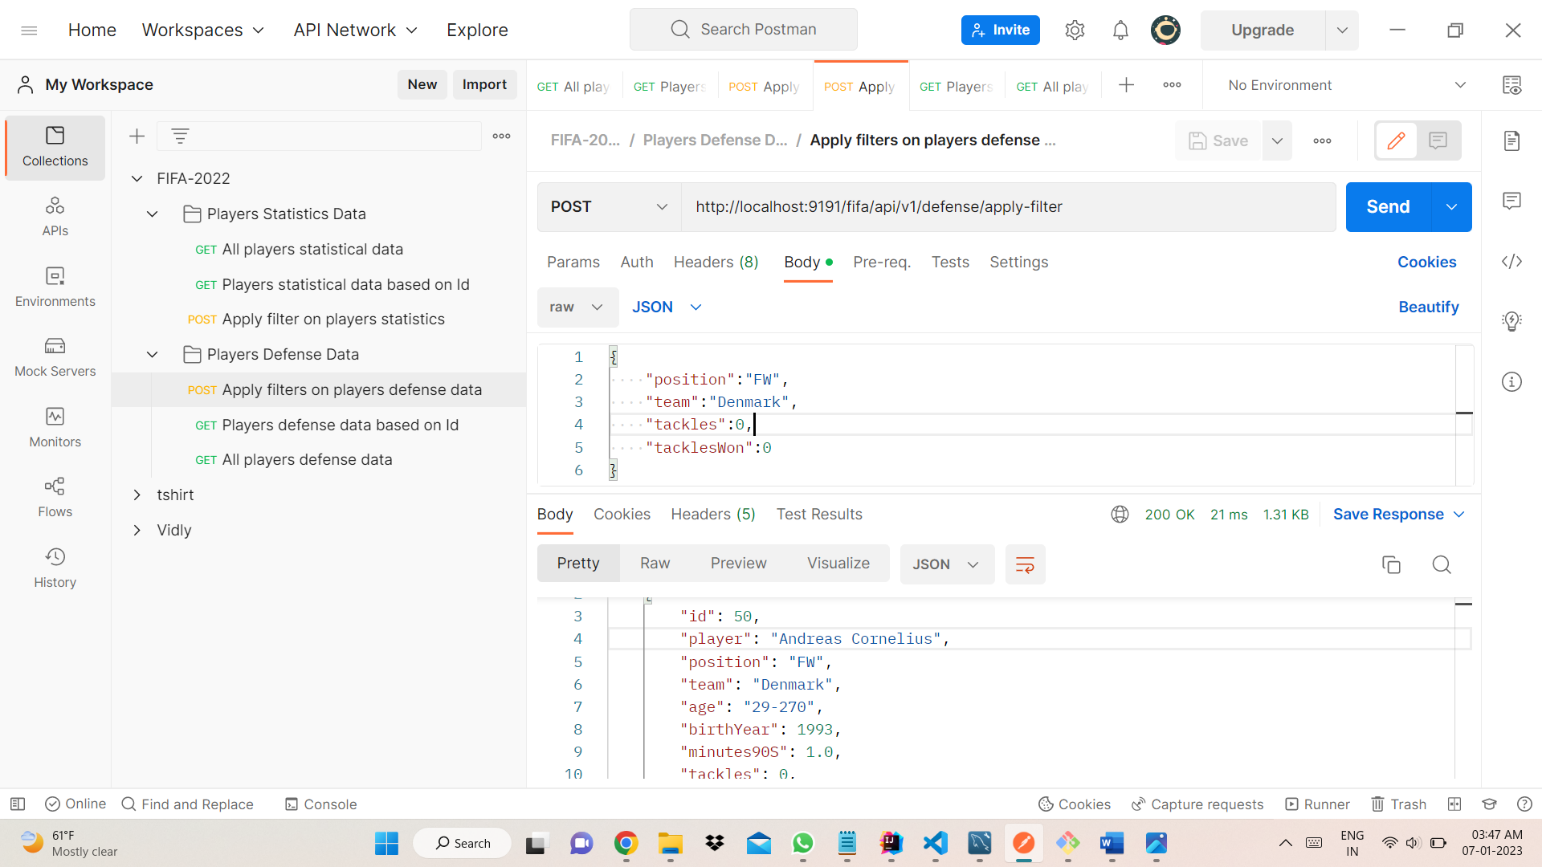 Home Workspaces API Network Explore Search Postman Invite Upgrade
My Workspace New Import GET All play GET Players POST Apply POST Apply GET Players GET All play No Environment
FIFA-20... / Players Defense D... / Apply filters on players defense ... Save
Collections
APIs
Environments
Mock Servers
Monitors
Flows
History
FIFA-2022
Players Statistics Data
GET All players statistical data
GET Players statistical data based on Id
POST Apply filter on players statistics
Players Defense Data
POST Apply filters on players defense data
GET Players defense data based on Id
GET All players defense data
tshirt
Vidly
POST http://localhost:9191/fifa/api/v1/defense/apply-filter Send
Params Auth Headers (8) Body Pre-req. Tests Settings Cookies
raw JSON Beautify
1 {
2 "position":"FW",
3 "team":"Denmark",
4 "tackles":0,
5 "tacklesWon":0
6 }
Body Cookies Headers (5) Test Results 200 OK 21 ms 1.31 KB Save Response
Pretty Raw Preview Visualize JSON
3 "id": 50,
4 "player": "Andreas Cornelius",
5 "position": "FW",
6 "team": "Denmark",
7 "age": "29-270",
8 "birthYear": 1993,
9 "minutes90S": 1.0,
10 "tackles": 0,
Online Find and Replace Console Cookies Capture requests Runner Trash
61°F
Mostly clear
Search
ENG
IN
03:47 AM
07-01-2023